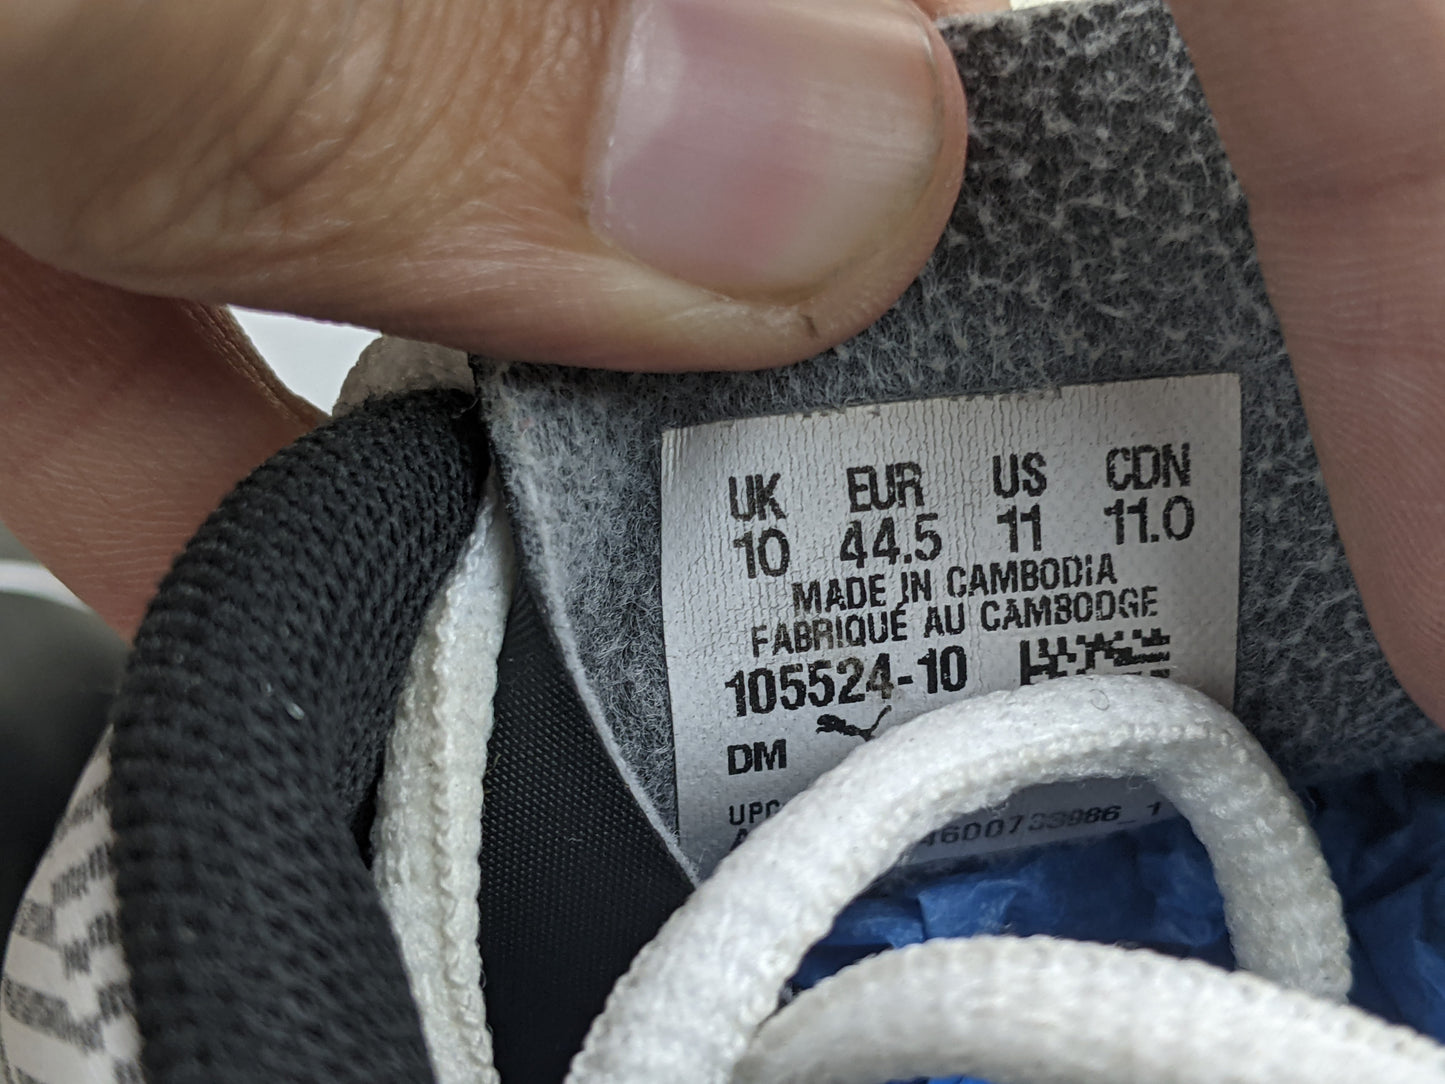 UK EUR US CDN
10 44.5 11 11.0
MADE IN CAMBODIA
FABRIQUÉ AU CAMBODGE
105524-10
DM
UPC